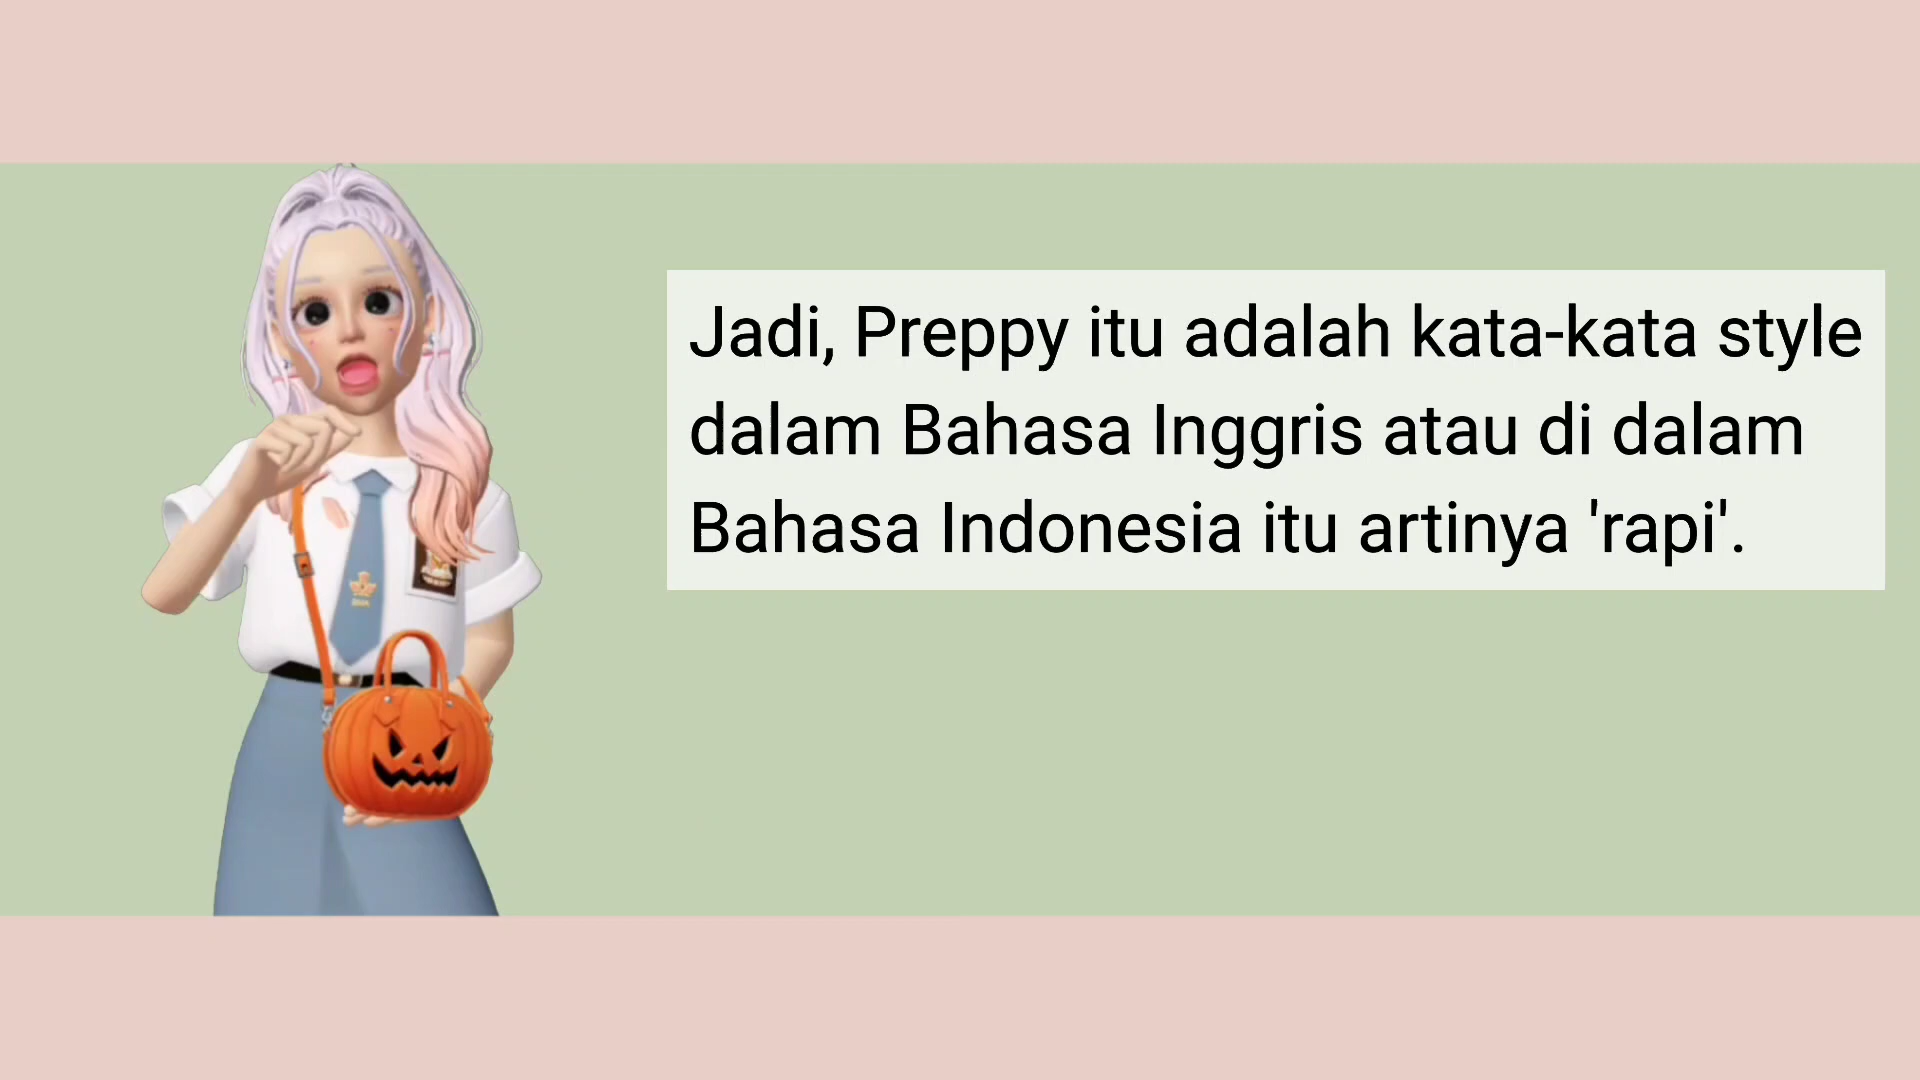 Jadi, Preppy itu adalah kata-kata style
dalam Bahasa Inggris atau di dalam
Bahasa Indonesia itu artinya 'rapi'.